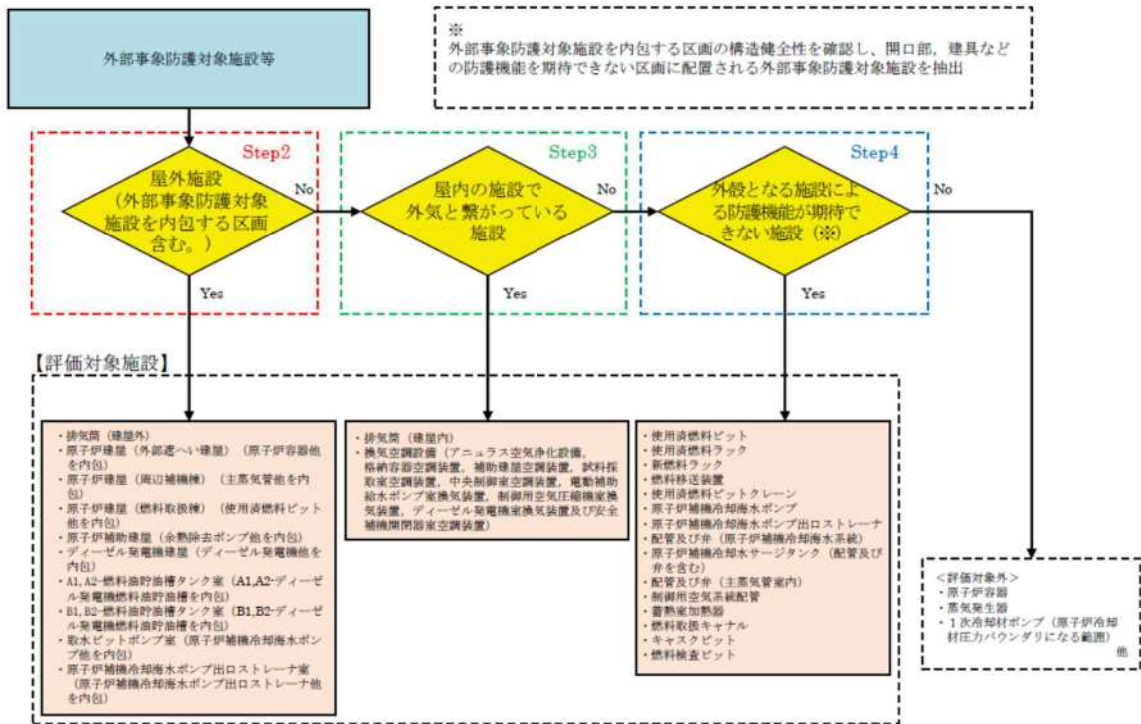 外部事象防護対象施設等
※
外部事象防護対象施設を内包する区画の構造健全性を確認し、開口部，建具など
の防護機能を期待できない区画に配置される外部事象防護対象施設を抽出
Step2
屋外施設
（外部事象防護対象
施設を内包する区画
含む。）
No
Yes
Step3
屋内の施設で
外気と繋がっている
施設
No
Yes
Step4
外殻となる施設によ
る防護機能が期待で
きない施設（※）
No
Yes
【評価対象施設】
・排気筒（建屋外）
・原子炉建屋（外部遮へい建屋）（原子炉容器他
を内包）
・原子炉建屋（周辺補機棟）（主蒸気管他を内
包）
・原子炉建屋（燃料取扱棟）（使用済燃料ピット
他を内包）
・原子炉補助建屋（余熱除去ポンプ他を内包）
・ディーゼル発電機建屋（ディーゼル発電機他を
内包）
・A1, A2-燃料油貯油槽タンク室（A1,A2-ディーゼ
ル発電機燃料油貯油槽を内包）
・B1, B2-燃料油貯油槽タンク室（B1,B2-ディーゼ
ル発電機燃料油貯油槽を内包）
・取水ピットポンプ室（原子炉補機冷却海水ポン
プ他を内包）
・原子炉補機冷却海水ポンプ出口ストレーナ室
（原子炉補機冷却海水ポンプ出口ストレーナ他
を内包）
・排気筒（建屋内）
・換気空調設備（アニュラス空気浄化設備，
格納容器空調装置，補助建屋空調装置，試料採
取室空調装置，中央制御室空調装置，電動補助
給水ポンプ室換気装置，制御用空気圧縮機室換
気装置，ディーゼル発電機室換気装置及び安全
補機開閉器室空調装置）
・使用済燃料ピット
・使用済燃料ラック
・新燃料ラック
・燃料移送装置
・使用済燃料ピットクレーン
・原子炉補機冷却海水ポンプ
・原子炉補機冷却海水ポンプ出口ストレーナ
・配管及び弁（原子炉補機冷却海水系統）
・原子炉補機冷却水サージタンク（配管及び
弁を含む）
・配管及び弁（主蒸気管室内）
・制御用空気系統配管
・蓄熱室加熱器
・燃料取扱キャナル
・キャスクピット
・燃料検査ピット
＜評価対象外＞
・原子炉容器
・蒸気発生器
・１次冷却材ポンプ（原子炉冷却
材圧力バウンダリになる範囲）
他